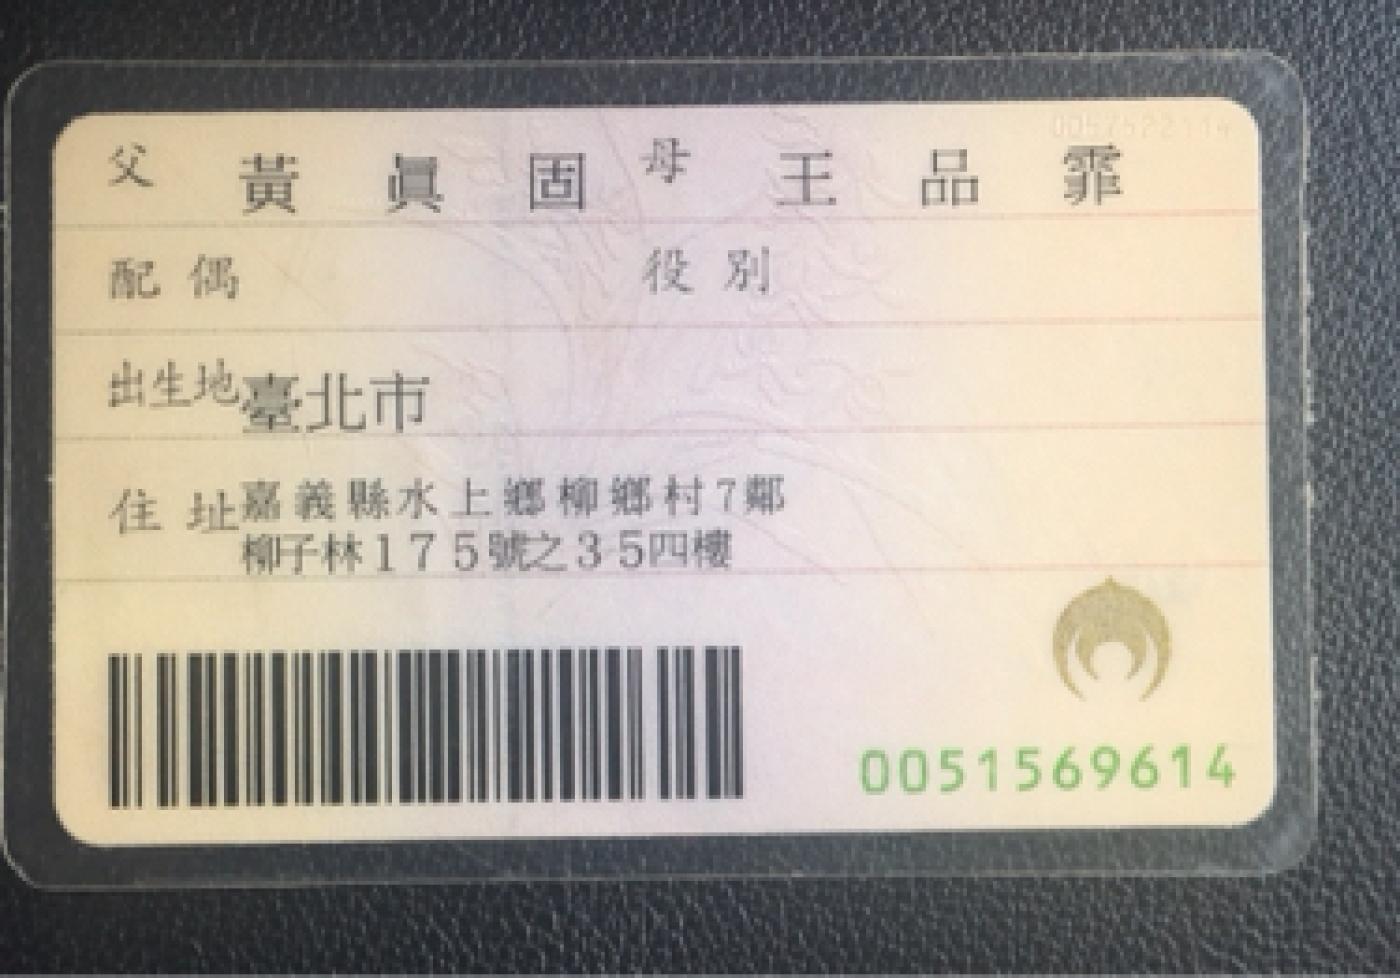 父 黃眞固 母 王品霏
配偶 役別
出生地 臺北市
住址 嘉義縣水上鄉柳鄉村7鄰
柳子林175號之35四樓
0051569614